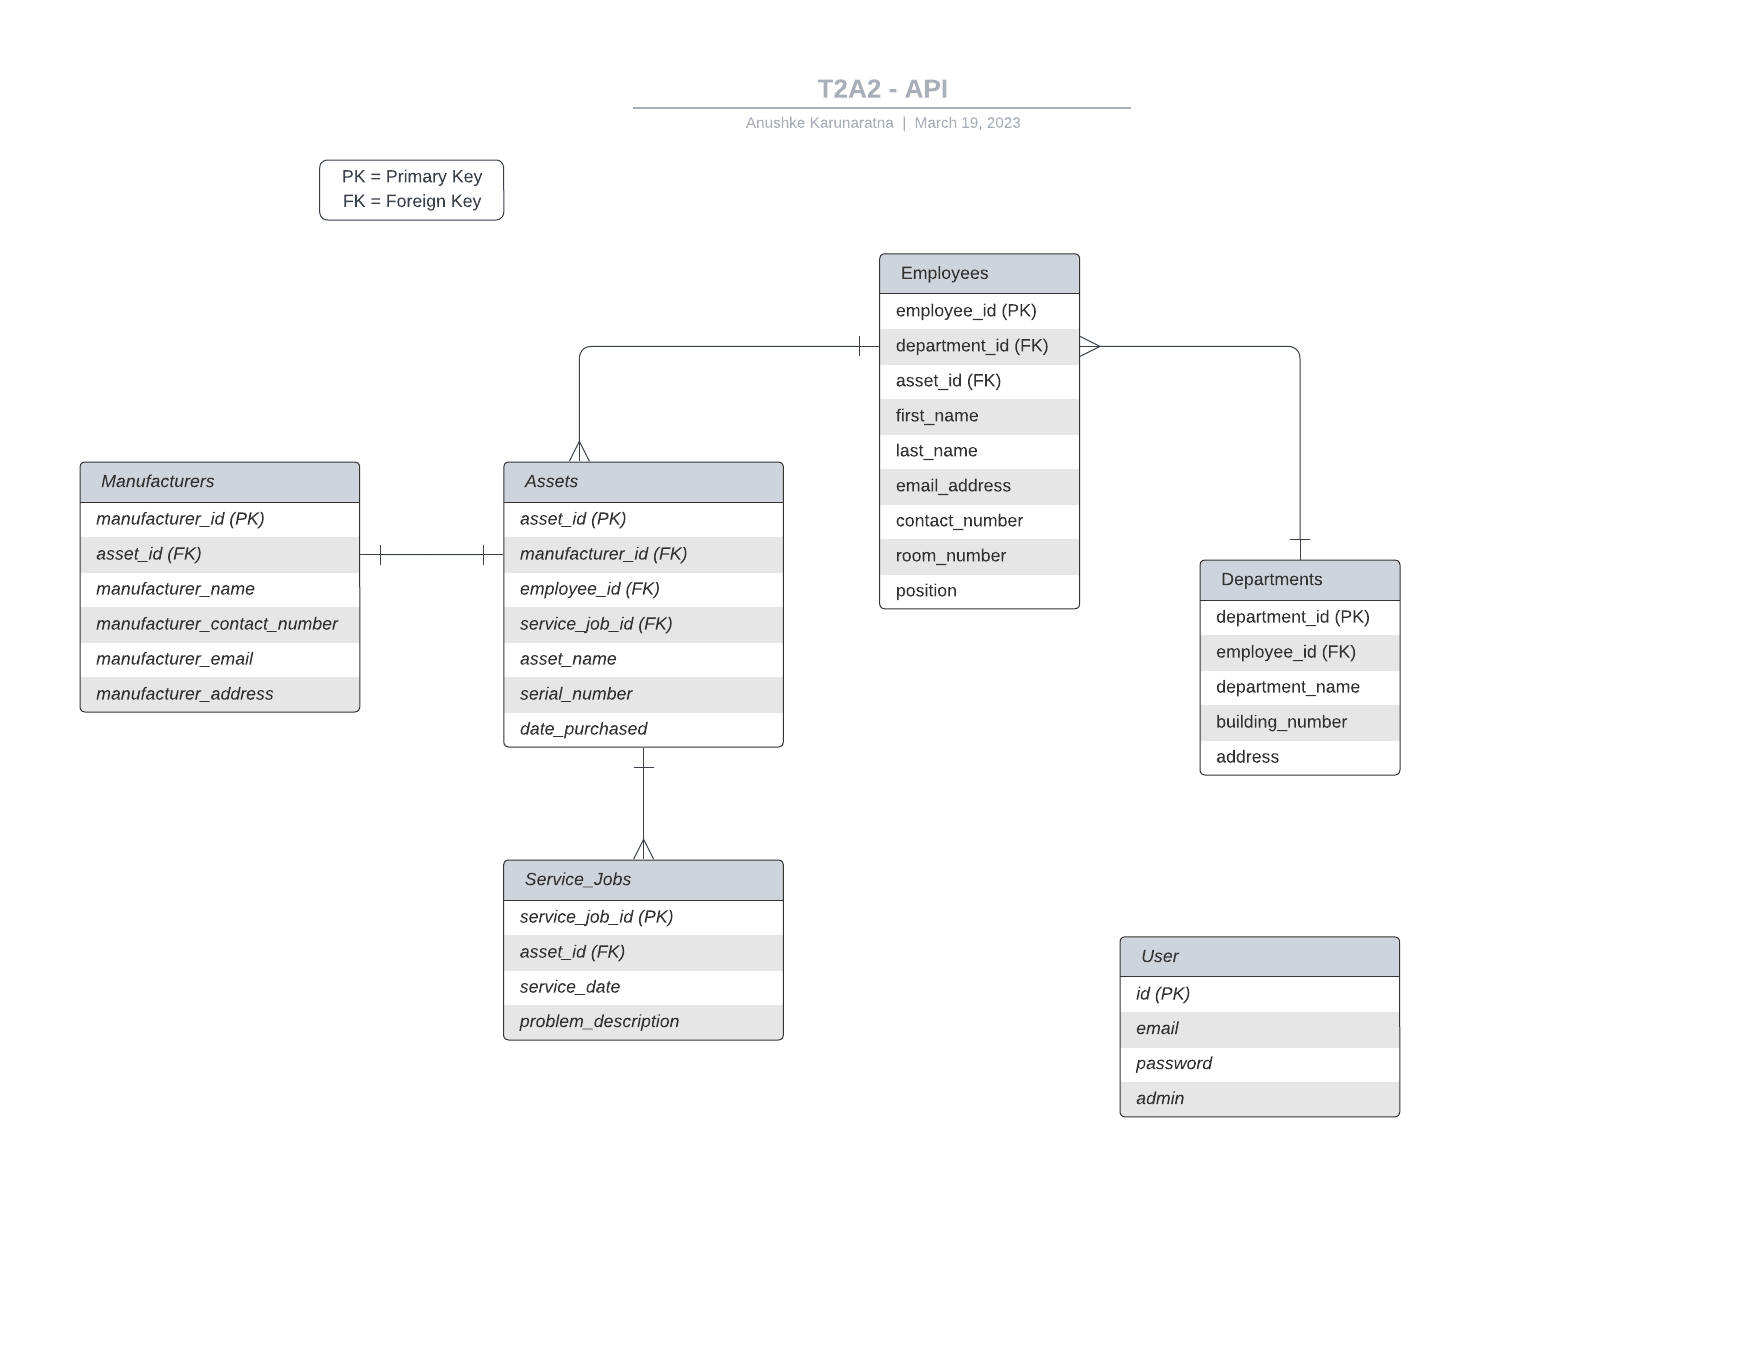 T2A2 - API
Anushke Karunaratna | March 19, 2023
PK = Primary Key
FK = Foreign Key
Employees
employee_id (PK)
department_id (FK)
asset_id (FK)
first_name
last_name
email_address
contact_number
room_number
position
Manufacturers
manufacturer_id (PK)
asset_id (FK)
manufacturer_name
manufacturer_contact_number
manufacturer_email
manufacturer_address
Assets
asset_id (PK)
manufacturer_id (FK)
employee_id (FK)
service_job_id (FK)
asset_name
serial_number
date_purchased
Departments
department_id (PK)
employee_id (FK)
department_name
building_number
address
Service_Jobs
service_job_id (PK)
asset_id (FK)
service_date
problem_description
User
id (PK)
email
password
admin